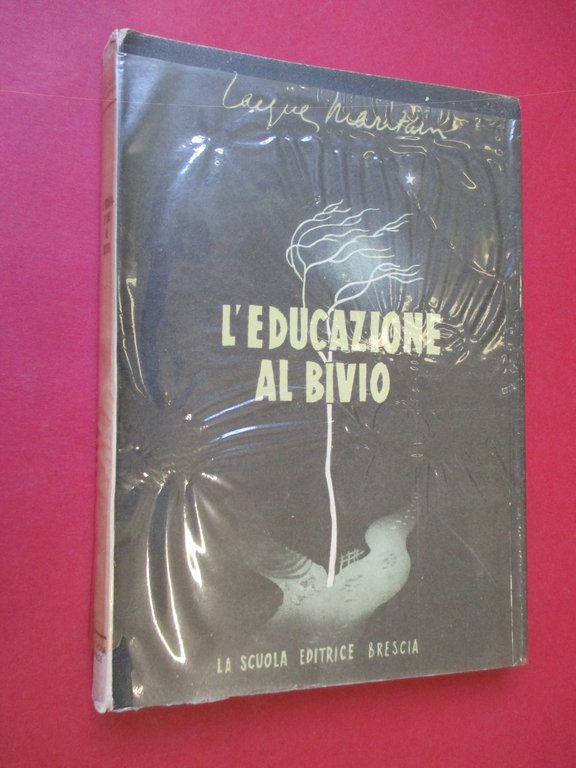 Jacques Maritain
L'EDUCAZIONE
AL BIVIO
LA SCUOLA EDITRICE BRESCIA